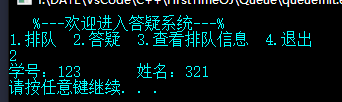 %---欢迎进入答疑系统---%
1.排队  2.答疑  3.查看排队信息  4.退出
2
学号：123      姓名：321
请按任意键继续. . .